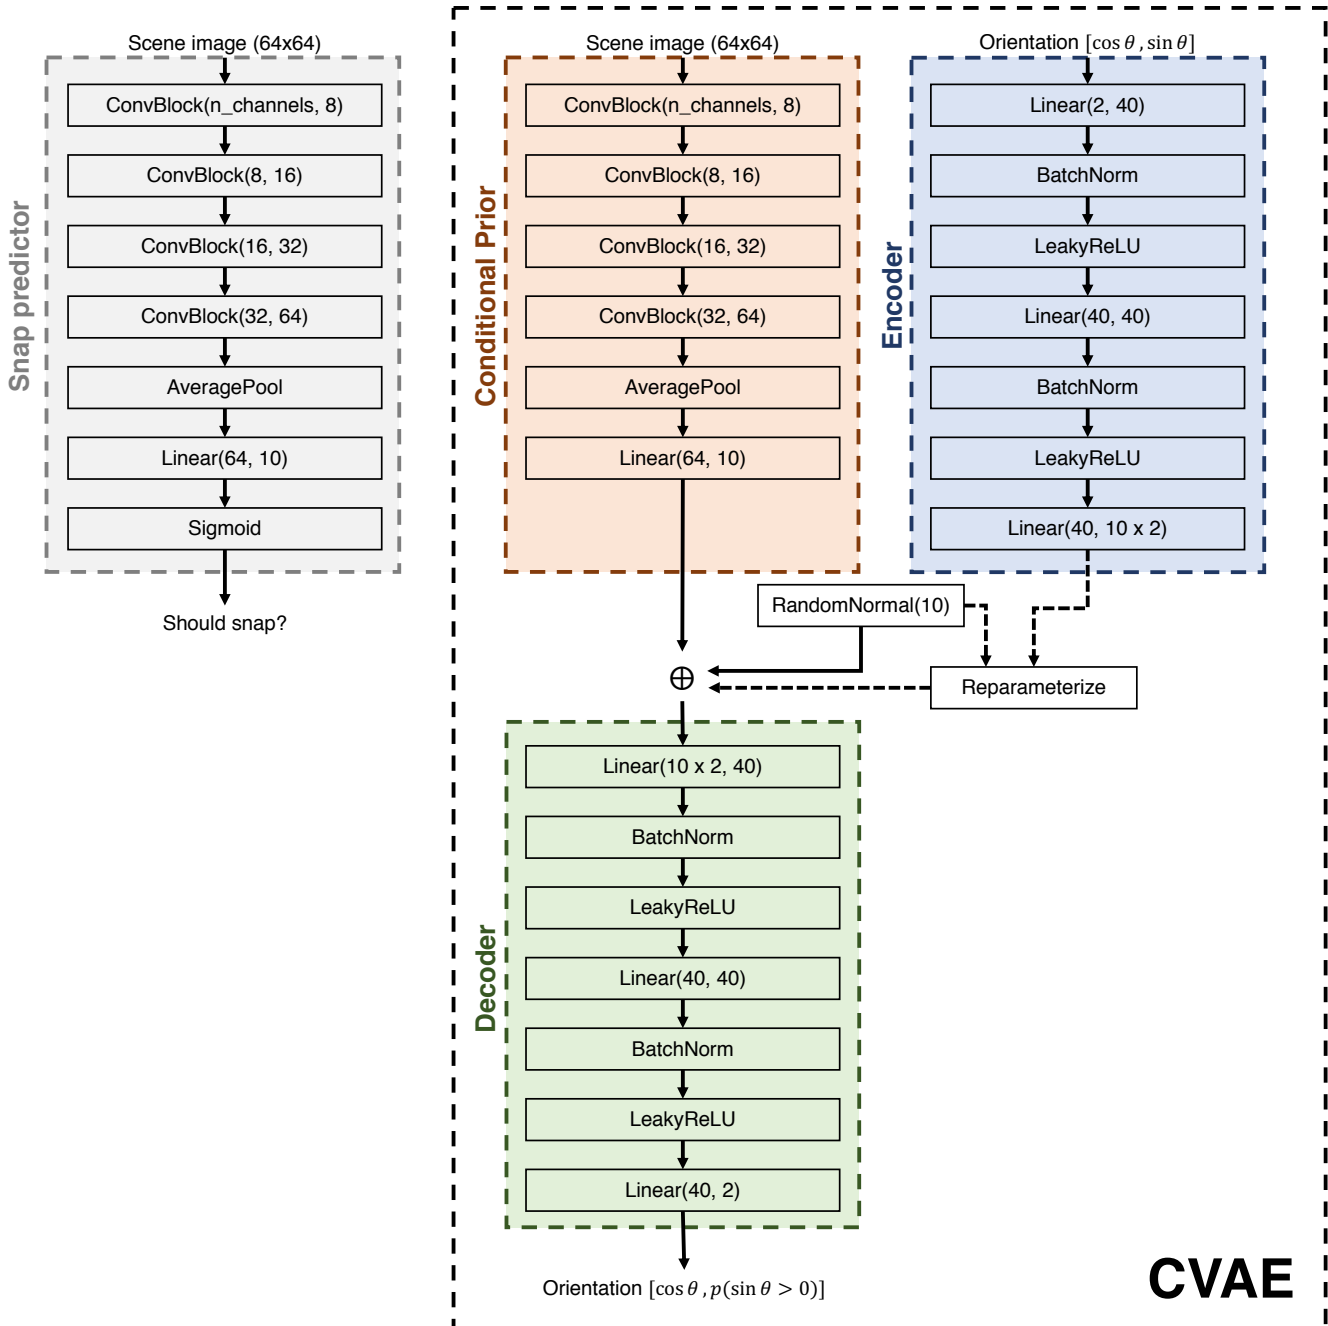 Scene image (64x64)
ConvBlock(n_channels, 8)
ConvBlock(8, 16)
ConvBlock(16, 32)
ConvBlock(32, 64)
AveragePool
Linear(64, 10)
Sigmoid
Should snap?
Snap predictor
Scene image (64x64)
ConvBlock(n_channels, 8)
ConvBlock(8, 16)
ConvBlock(16, 32)
ConvBlock(32, 64)
AveragePool
Linear(64, 10)
Conditional Prior
Orientation [cos θ , sin θ]
Linear(2, 40)
BatchNorm
LeakyReLU
Linear(40, 40)
BatchNorm
LeakyReLU
Linear(40, 10 x 2)
Encoder
RandomNormal(10)
Reparameterize
⊕
Linear(10 x 2, 40)
BatchNorm
LeakyReLU
Linear(40, 40)
BatchNorm
LeakyReLU
Linear(40, 2)
Decoder
Orientation [cos θ , p(sin θ > 0)]
CVAE